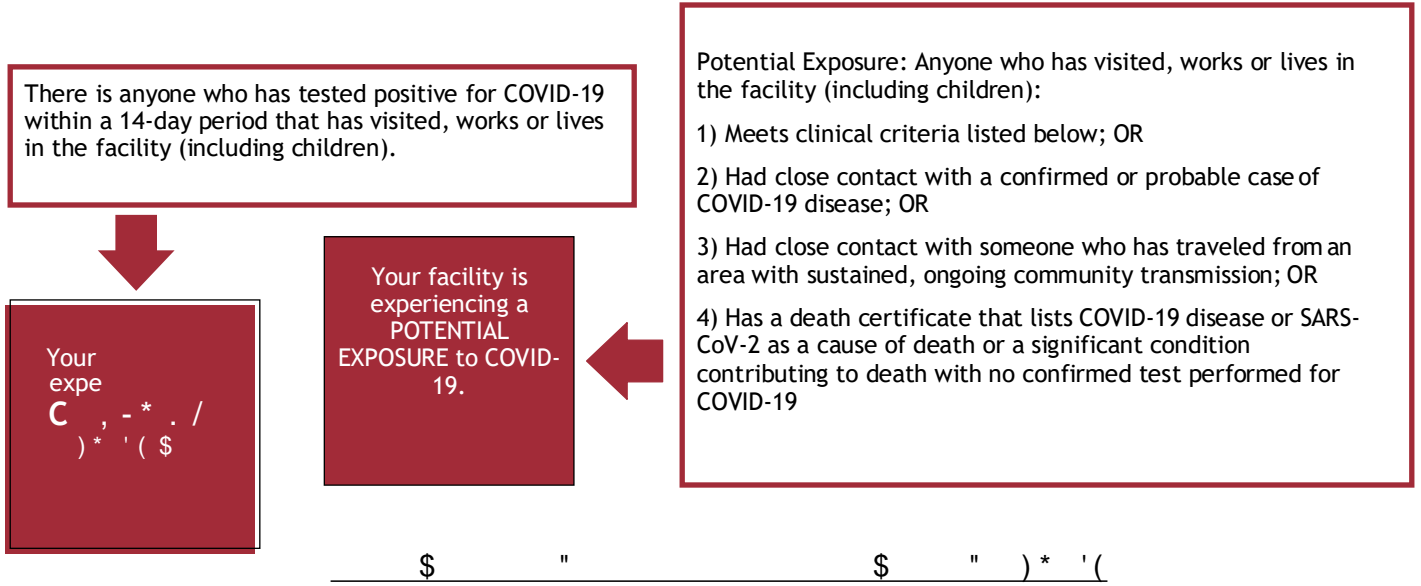 There is anyone who has tested positive for COVID-19
within a 14-day period that has visited, works or lives
in the facility (including children).
Your
expe
C , - * . /
) * ' ( $
Your facility is
experiencing a
POTENTIAL
EXPOSURE to COVID-
19.
Potential Exposure: Anyone who has visited, works or lives in
the facility (including children):
1) Meets clinical criteria listed below; OR
2) Had close contact with a confirmed or probable case of
COVID-19 disease; OR
3) Had close contact with someone who has traveled from an
area with sustained, ongoing community transmission; OR
4) Has a death certificate that lists COVID-19 disease or SARS-
CoV-2 as a cause of death or a significant condition
contributing to death with no confirmed test performed for
COVID-19
$ " $ " ) * ' (